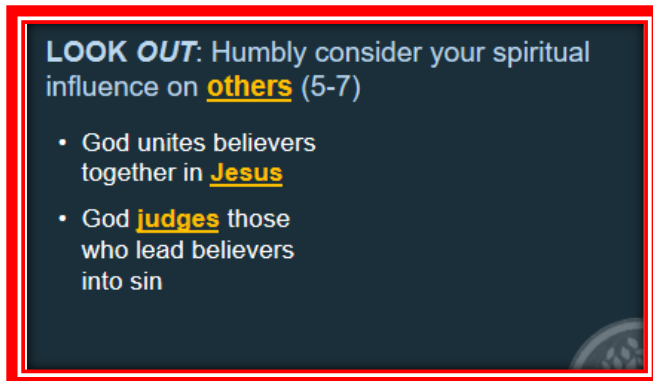 LOOK OUT: Humbly consider your spiritual
influence on others (5-7)
• God unites believers
together in Jesus
• God judges those
who lead believers
into sin